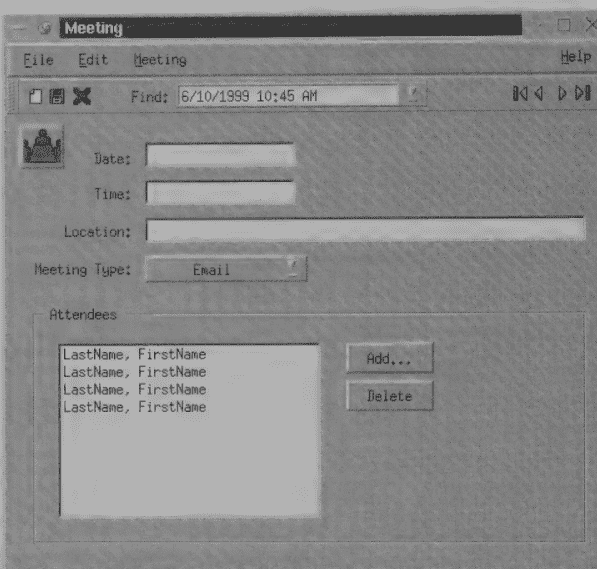 Meeting
File Edit Meeting Help
Find: 6/10/1999 10:45 AM
Date:
Time:
Location:
Meeting Type: Email
Attendees
LastName, FirstName
LastName, FirstName
LastName, FirstName
LastName, FirstName
Add...
Delete